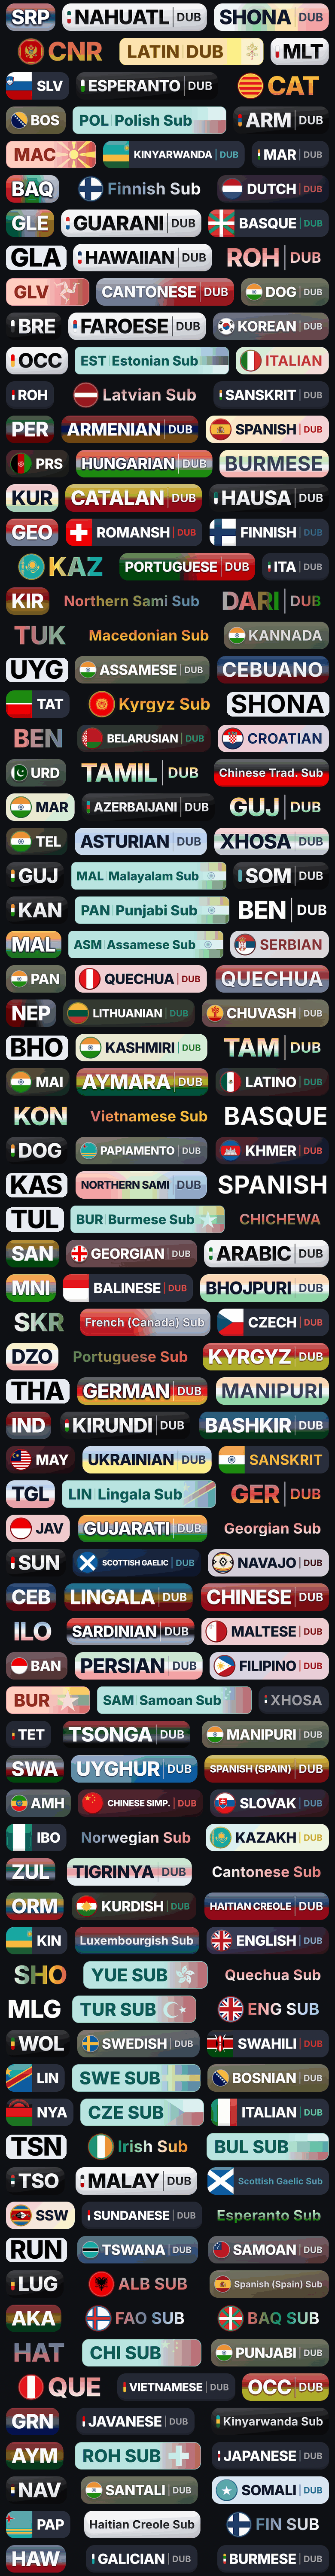 SRP NAHUATL DUB SHONA DUB
CNR LATIN DUB MLT
SLV ESPERANTO DUB CAT
BOS POL Polish Sub ARM DUB
MAC KINYARWANDA DUB MAR DUB
BAQ Finnish Sub DUTCH DUB
GLE GUARANI DUB BASQUE DUB
GLA HAWAIIAN DUB ROH DUB
GLV CANTONESE DUB DOG DUB
BRE FAROESE DUB KOREAN DUB
OCC EST Estonian Sub ITALIAN
ROH Latvian Sub SANSKRIT DUB
PER ARMENIAN DUB SPANISH DUB
PRS HUNGARIAN DUB BURMESE
KUR CATALAN DUB HAUSA DUB
GEO ROMANSH DUB FINNISH DUB
KAZ PORTUGUESE DUB ITA DUB
KIR Northern Sami Sub DARI DUB
TUK Macedonian Sub KANNADA
UYG ASSAMESE DUB CEBUANO
TAT Kyrgyz Sub SHONA
BEN BELARUSIAN DUB CROATIAN
URD TAMIL DUB Chinese Trad. Sub
MAR AZERBAIJANI DUB GUJ DUB
TEL ASTURIAN DUB XHOSA DUB
GUJ MAL Malayalam Sub SOM DUB
KAN PAN Punjabi Sub BEN DUB
MAL ASM Assamese Sub SERBIAN
PAN QUECHUA DUB QUECHUA
NEP LITHUANIAN DUB CHUVASH DUB
BHO KASHMIRI DUB TAM DUB
MAI AYMARA DUB LATINO DUB
KON Vietnamese Sub BASQUE
DOG PAPIAMENTO DUB KHMER DUB
KAS NORTHERN SAMI DUB SPANISH
TUL BUR Burmese Sub CHICHEWA
SAN GEORGIAN DUB ARABIC DUB
MNI BALINESE DUB BHOJPURI DUB
SKR French (Canada) Sub CZECH DUB
DZO Portuguese Sub KYRGYZ DUB
THA GERMAN DUB MANIPURI
IND KIRUNDI DUB BASHKIR DUB
MAY UKRAINIAN DUB SANSKRIT
TGL LIN Lingala Sub GER DUB
JAV GUJARATI DUB Georgian Sub
SUN SCOTTISH GAELIC DUB NAVAJO DUB
CEB LINGALA DUB CHINESE DUB
ILO SARDINIAN DUB MALTESE DUB
BAN PERSIAN DUB FILIPINO DUB
BUR SAM Samoan Sub XHOSA
TET TSONGA DUB MANIPURI DUB
SWA UYGHUR DUB SPANISH (SPAIN) DUB
AMH CHINESE SIMP. DUB SLOVAK DUB
IBO Norwegian Sub KAZAKH DUB
ZUL TIGRINYA DUB Cantonese Sub
ORM KURDISH DUB HAITIAN CREOLE DUB
KIN Luxembourgish Sub ENGLISH DUB
SHO YUE SUB Quechua Sub
MLG TUR SUB ENG SUB
WOL SWEDISH DUB SWAHILI DUB
LIN SWE SUB BOSNIAN DUB
NYA CZE SUB ITALIAN DUB
TSN Irish Sub BUL SUB
TSO MALAY DUB Scottish Gaelic Sub
SSW SUNDANESE DUB Esperanto Sub
RUN TSWANA DUB SAMOAN DUB
LUG ALB SUB Spanish (Spain) Sub
AKA FAO SUB BAQ SUB
HAT CHI SUB PUNJABI DUB
QUE VIETNAMESE DUB OCC DUB
GRN JAVANESE DUB Kinyarwanda Sub
AYM ROH SUB JAPANESE DUB
NAV SANTALI DUB SOMALI DUB
PAP Haitian Creole Sub FIN SUB
HAW GALICIAN DUB BURMESE DUB